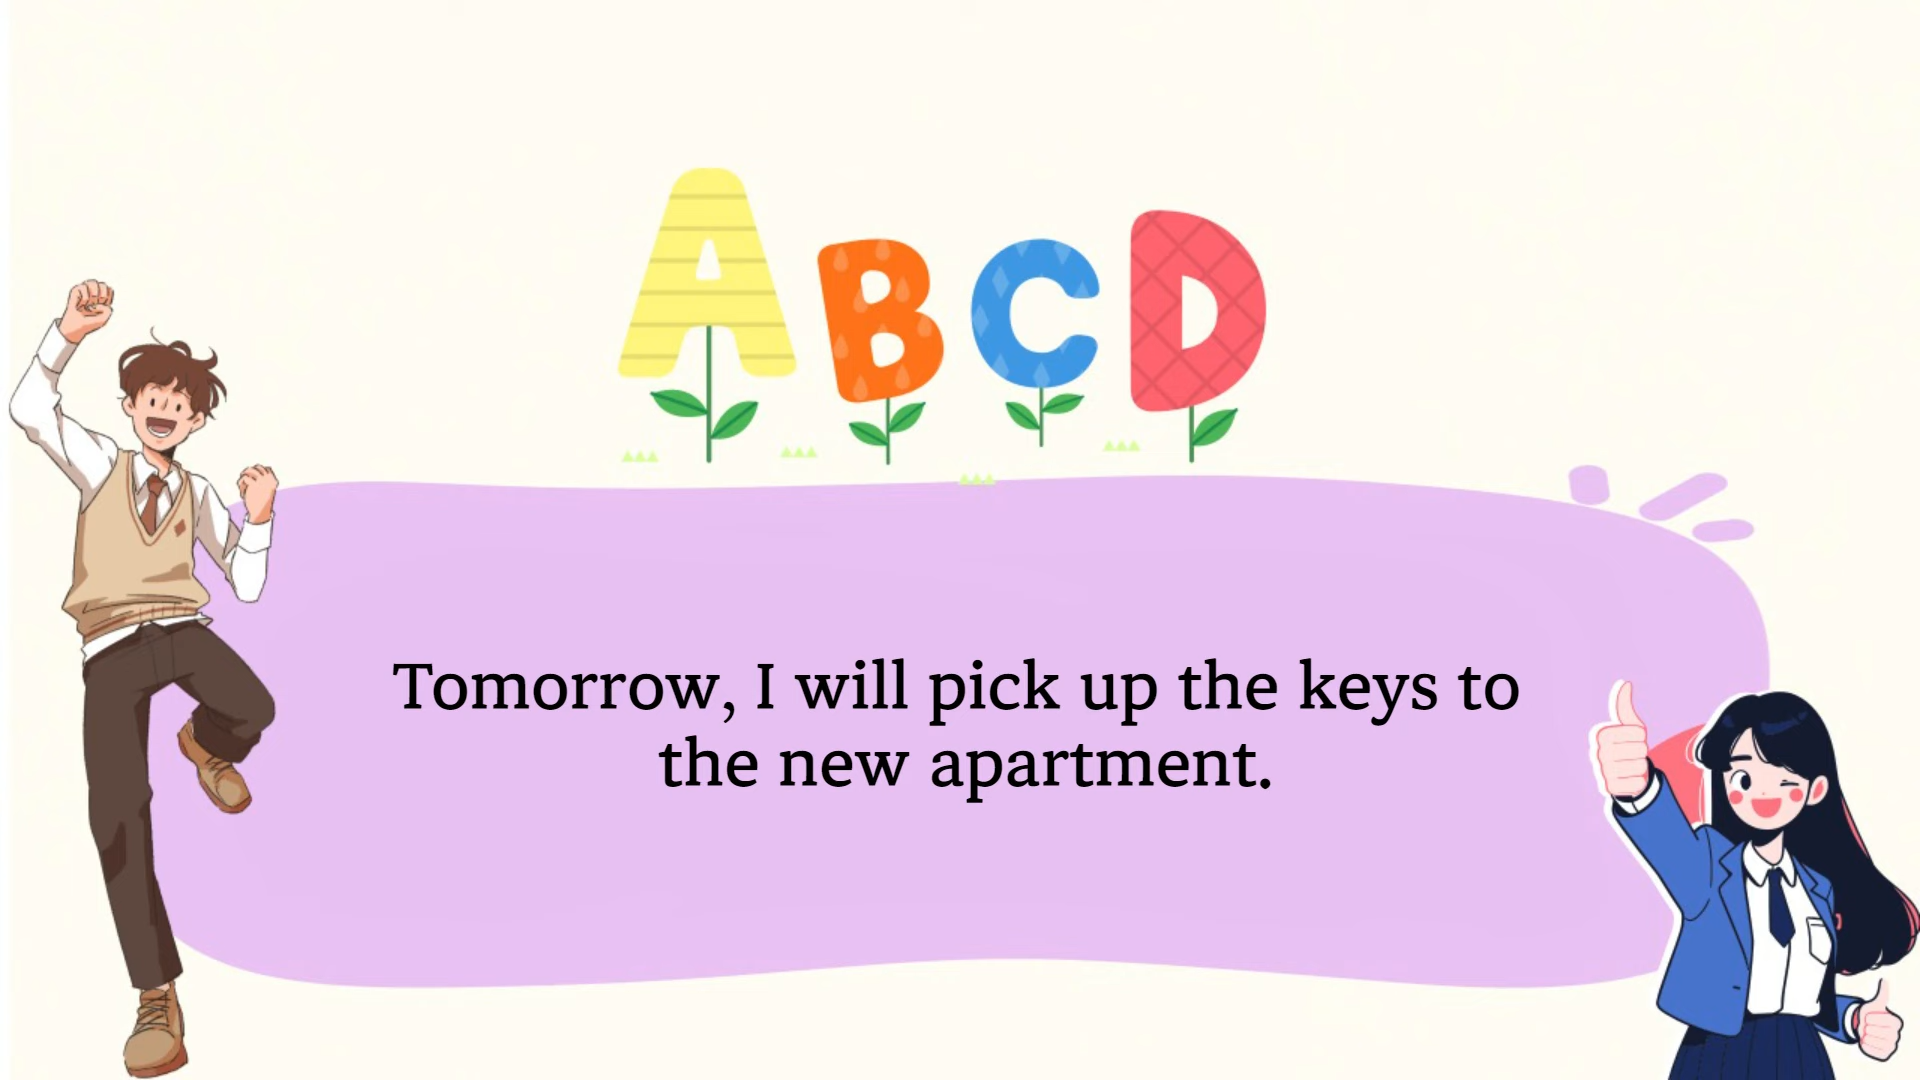 ABCD
Tomorrow, I will pick up the keys to
the new apartment.